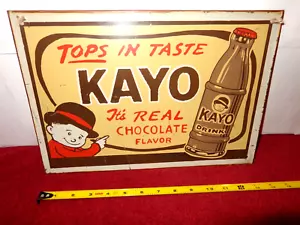 TOPS IN TASTE
KAYO
It's REAL
CHOCOLATE
FLAVOR
KAYO
DRINK